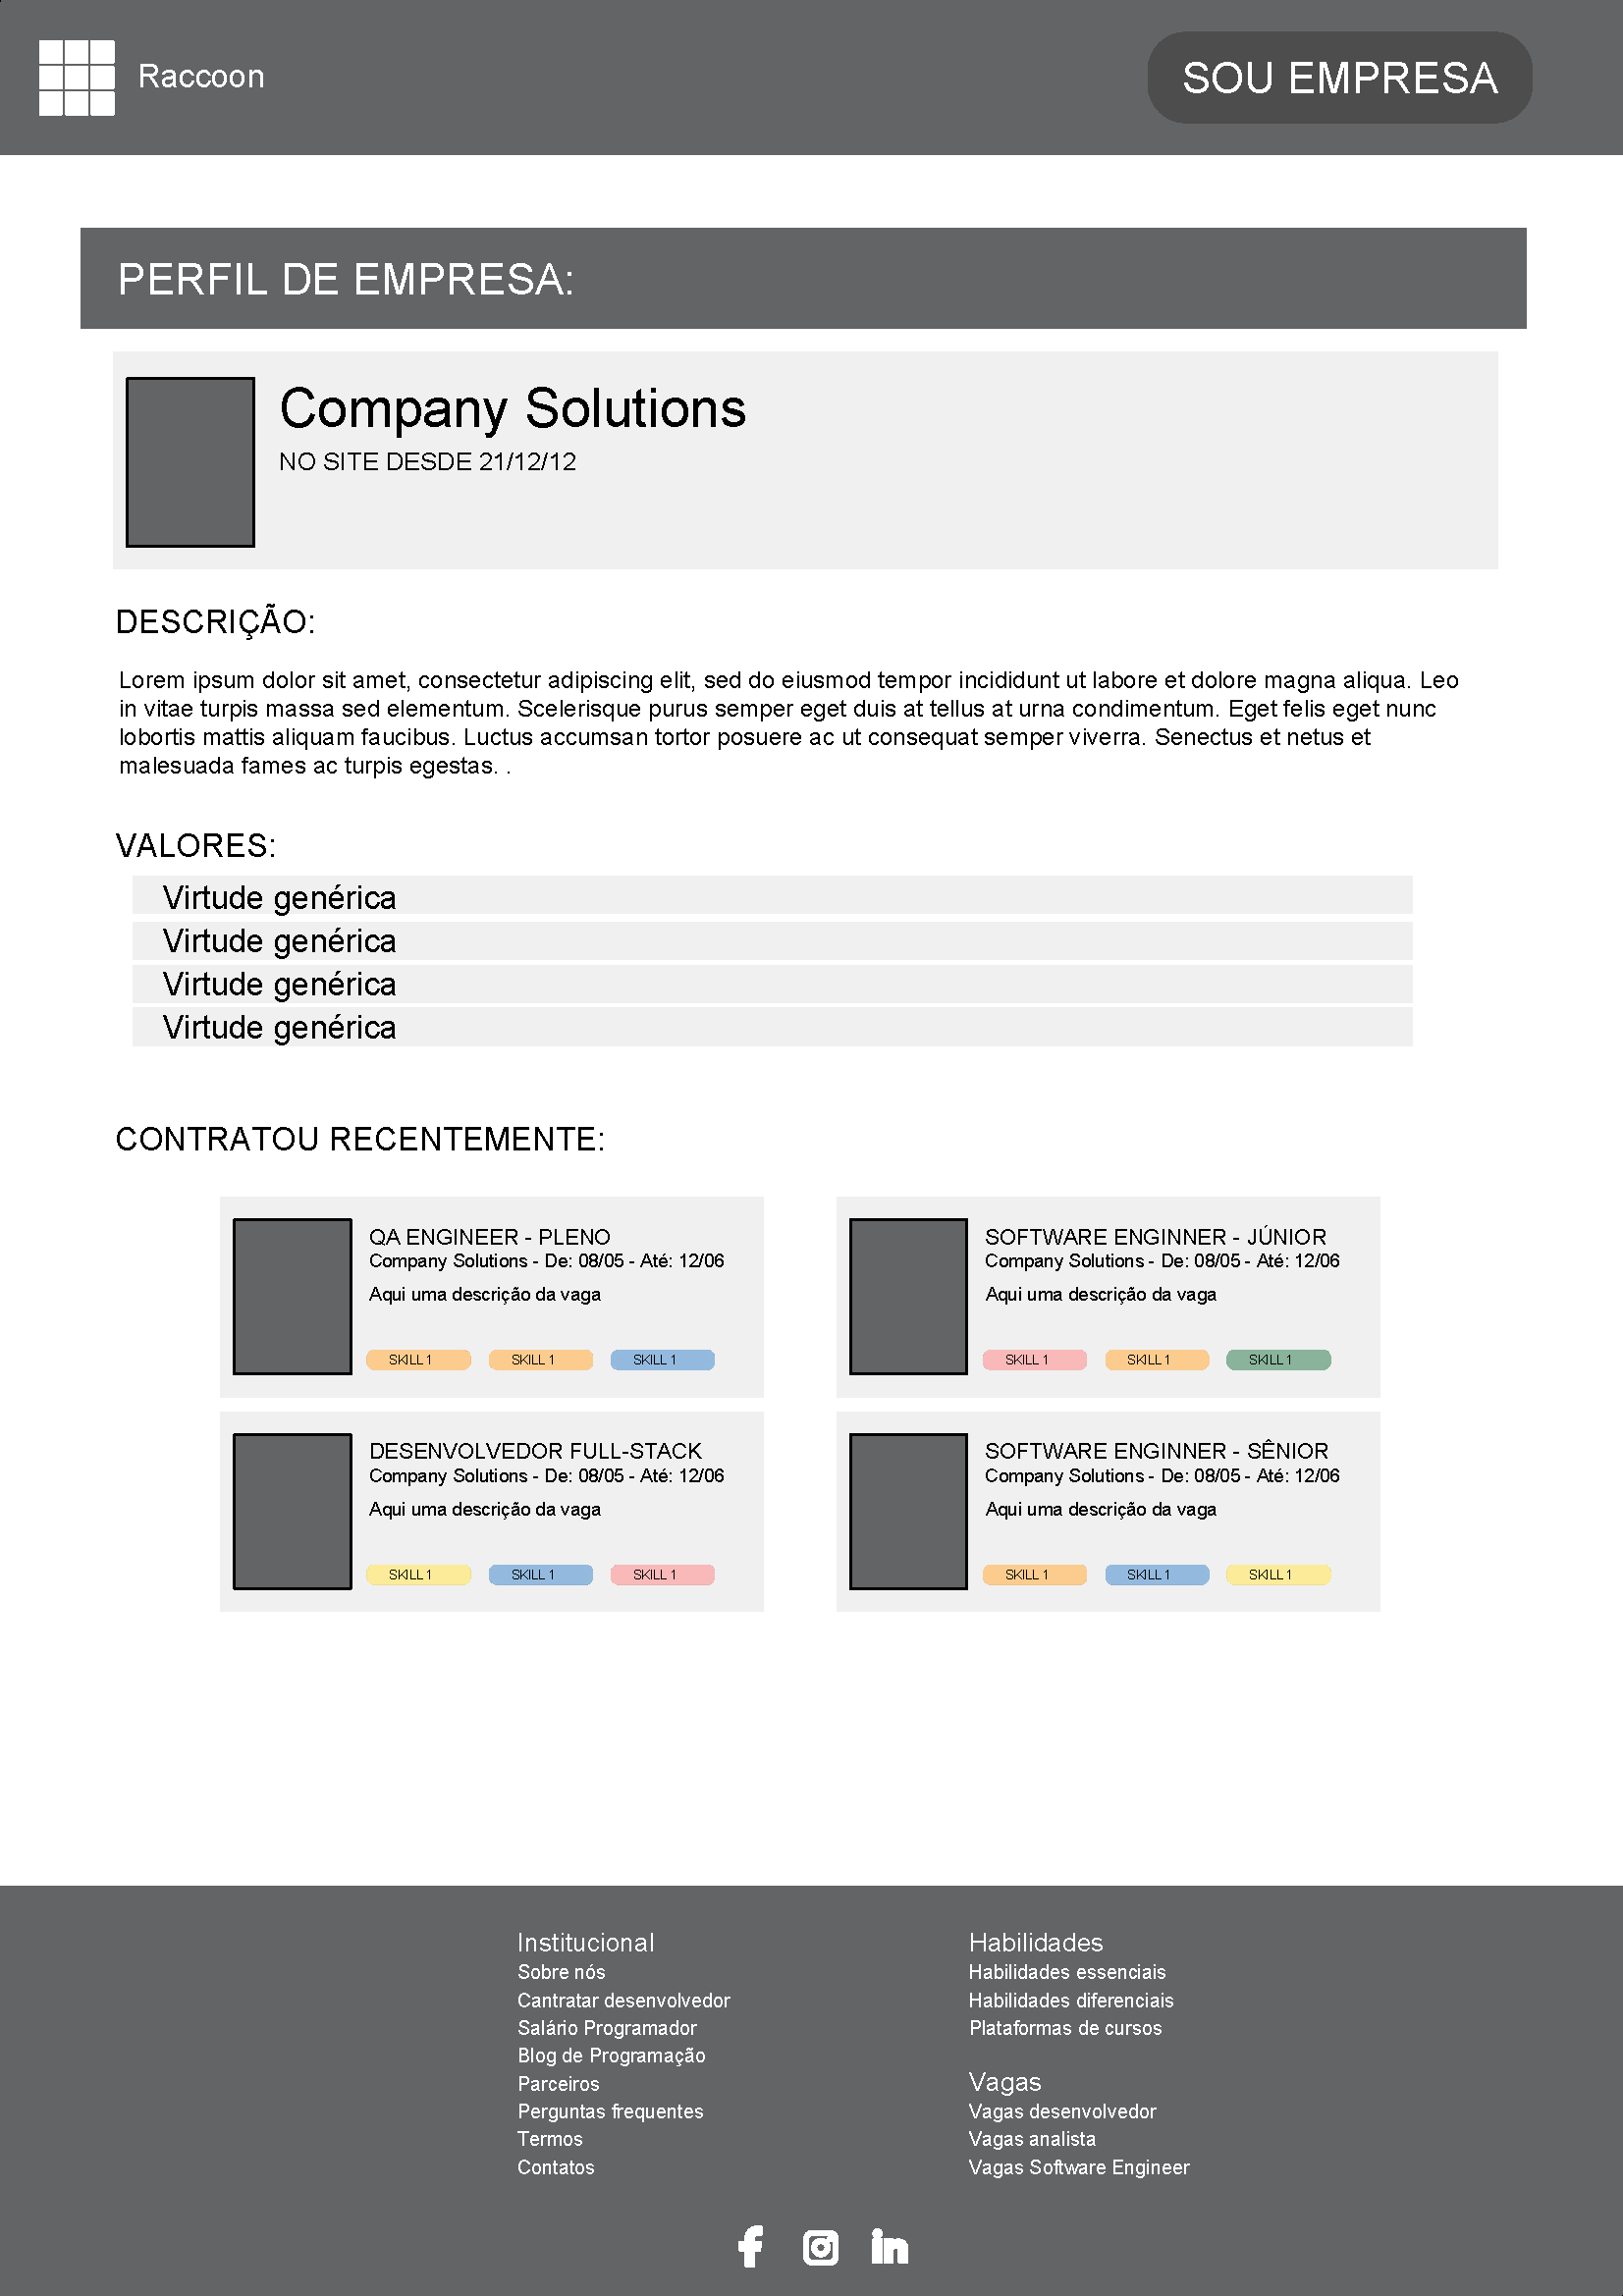 Raccoon
SOU EMPRESA
PERFIL DE EMPRESA:
Company Solutions
NO SITE DESDE 21/12/12
DESCRIÇÃO:
Lorem ipsum dolor sit amet, consectetur adipiscing elit, sed do eiusmod tempor incididunt ut labore et dolore magna aliqua. Leo
in vitae turpis massa sed elementum. Scelerisque purus semper eget duis at tellus at urna condimentum. Eget felis eget nunc
lobortis mattis aliquam faucibus. Luctus accumsan tortor posuere ac ut consequat semper viverra. Senectus et netus et
malesuada fames ac turpis egestas. .
VALORES:
Virtude genérica
Virtude genérica
Virtude genérica
Virtude genérica
CONTRATOU RECENTEMENTE:
QA ENGINEER - PLENO
Company Solutions - De: 08/05 - Até: 12/06
Aqui uma descrição da vaga
SKILL 1 SKILL 1 SKILL 1
SOFTWARE ENGINNER - JÚNIOR
Company Solutions - De: 08/05 - Até: 12/06
Aqui uma descrição da vaga
SKILL 1 SKILL 1 SKILL 1
DESENVOLVEDOR FULL-STACK
Company Solutions - De: 08/05 - Até: 12/06
Aqui uma descrição da vaga
SKILL 1 SKILL 1 SKILL 1
SOFTWARE ENGINNER - SÊNIOR
Company Solutions - De: 08/05 - Até: 12/06
Aqui uma descrição da vaga
SKILL 1 SKILL 1 SKILL 1
Institucional
Sobre nós
Cantratar desenvolvedor
Salário Programador
Blog de Programação
Parceiros
Perguntas frequentes
Termos
Contatos
Habilidades
Habilidades essenciais
Habilidades diferenciais
Plataformas de cursos
Vagas
Vagas desenvolvedor
Vagas analista
Vagas Software Engineer